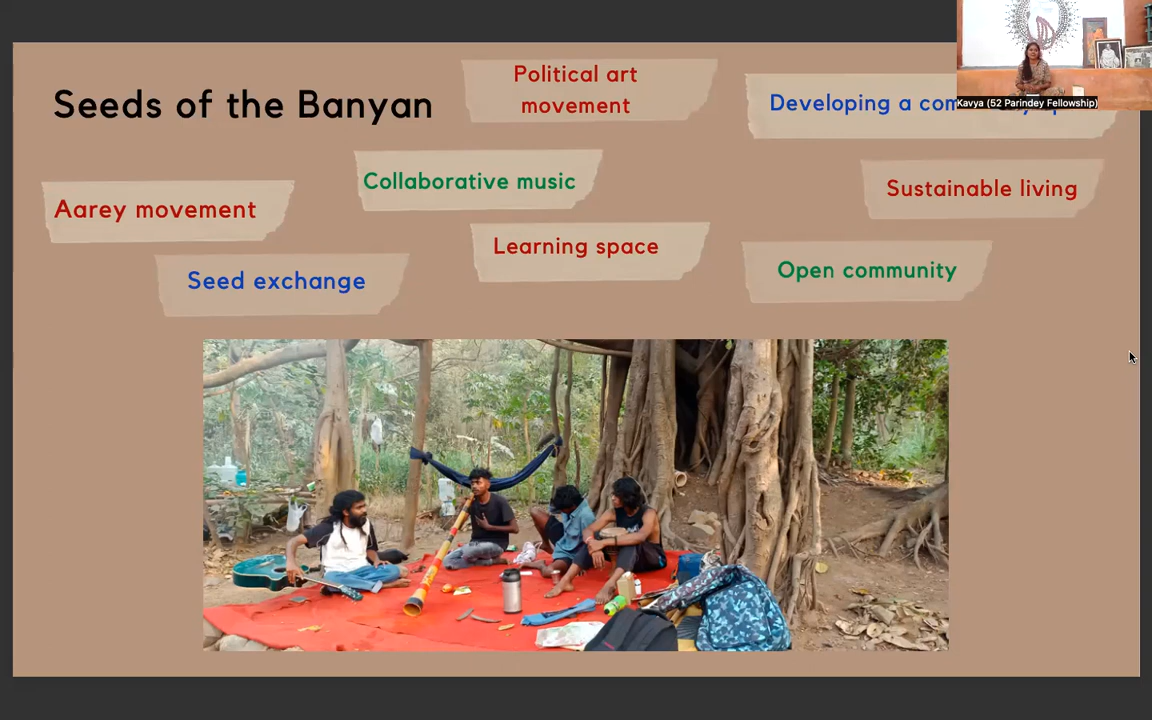 Seeds of the Banyan
Political art
movement
Developing a com
Kavya (52 Parindey Fellowship)
Collaborative music
Sustainable living
Aarey movement
Learning space
Open community
Seed exchange